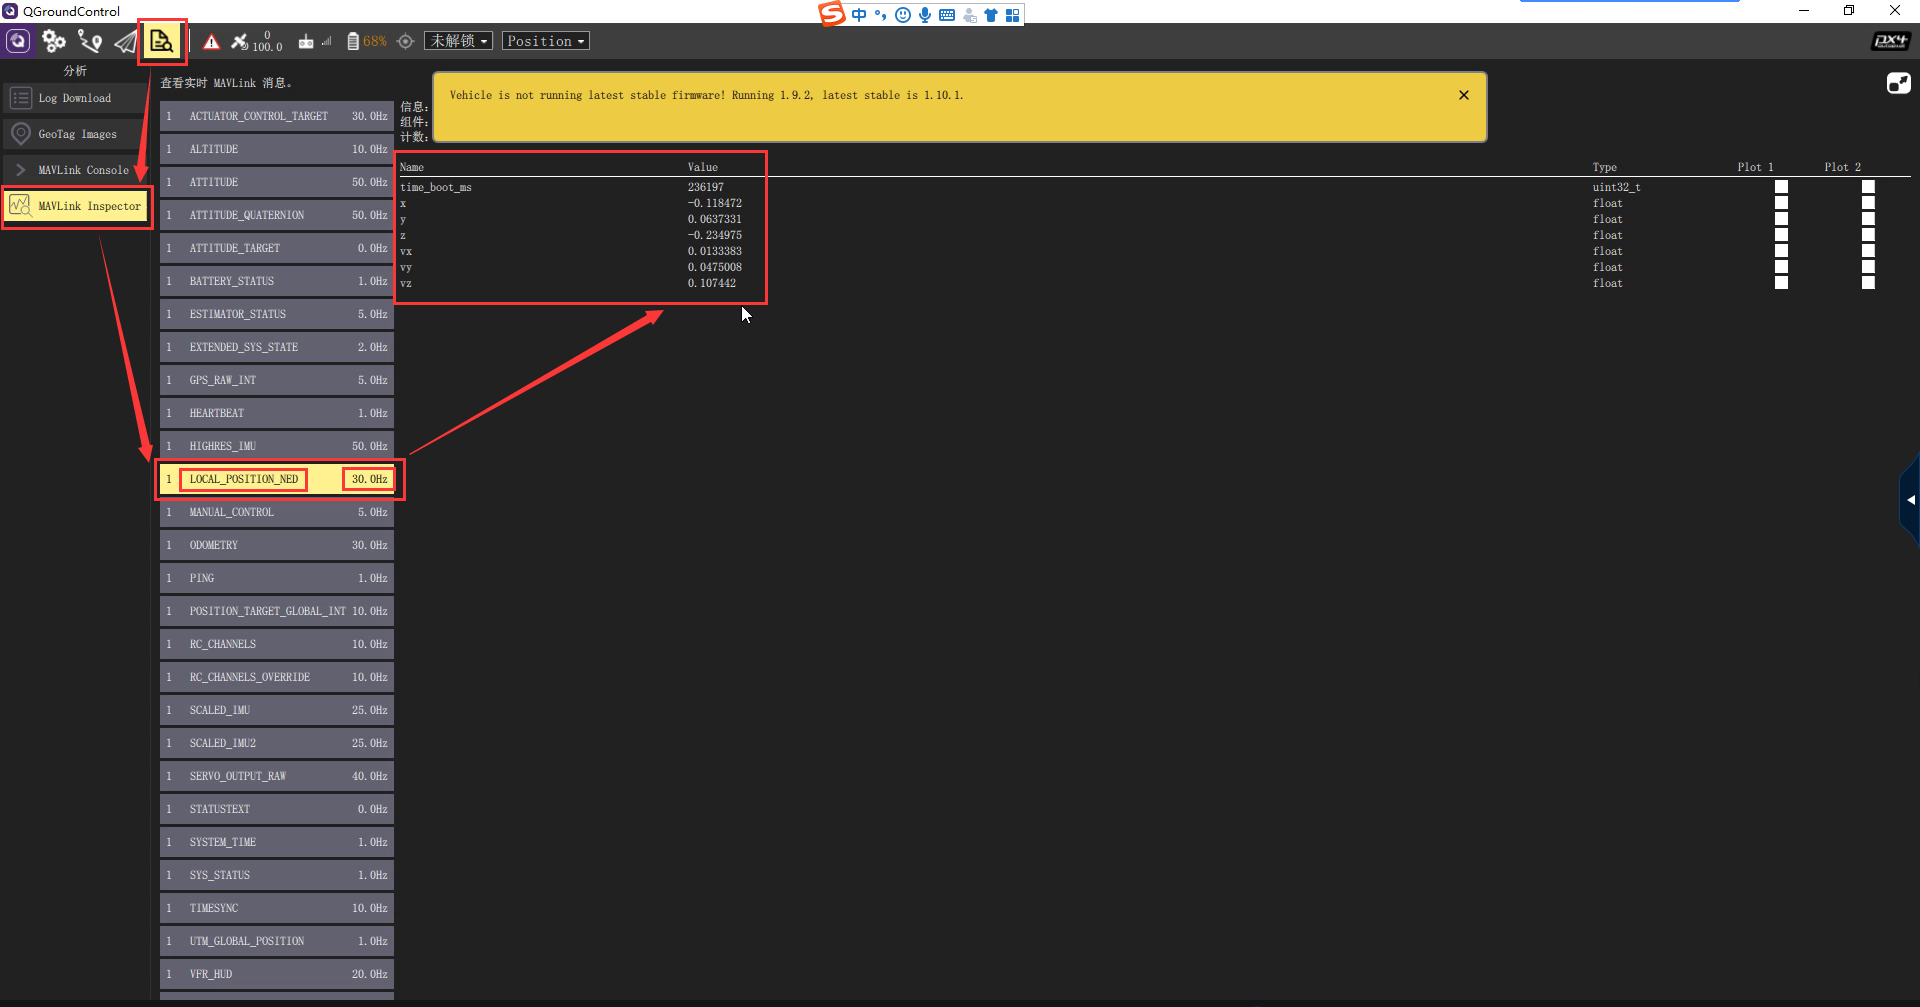 QGroundControl
中
0
100.0
68%
未解锁
Position
PX4
分析
Log Download
GeoTag Images
MAVLink Console
MAVLink Inspector
查看实时 MAVLink 消息。
1 ACTUATOR_CONTROL_TARGET 30.0Hz
1 ALTITUDE 10.0Hz
1 ATTITUDE 50.0Hz
1 ATTITUDE_QUATERNION 50.0Hz
1 ATTITUDE_TARGET 0.0Hz
1 BATTERY_STATUS 1.0Hz
1 ESTIMATOR_STATUS 5.0Hz
1 EXTENDED_SYS_STATE 2.0Hz
1 GPS_RAW_INT 5.0Hz
1 HEARTBEAT 1.0Hz
1 HIGHRES_IMU 50.0Hz
1 LOCAL_POSITION_NED 30.0Hz
1 MANUAL_CONTROL 5.0Hz
1 ODOMETRY 30.0Hz
1 PING 1.0Hz
1 POSITION_TARGET_GLOBAL_INT 10.0Hz
1 RC_CHANNELS 10.0Hz
1 RC_CHANNELS_OVERRIDE 10.0Hz
1 SCALED_IMU 25.0Hz
1 SCALED_IMU2 25.0Hz
1 SERVO_OUTPUT_RAW 40.0Hz
1 STATUSTEXT 0.0Hz
1 SYSTEM_TIME 1.0Hz
1 SYS_STATUS 1.0Hz
1 TIMESYNC 10.0Hz
1 UTM_GLOBAL_POSITION 1.0Hz
1 VFR_HUD 20.0Hz
信息:
组件:
计数:
Vehicle is not running latest stable firmware! Running 1.9.2, latest stable is 1.10.1.
Name Value Type Plot 1 Plot 2
time_boot_ms 236197 uint32_t
x -0.118472 float
y 0.0637331 float
z -0.234975 float
vx 0.0133383 float
vy 0.0475008 float
vz 0.107442 float